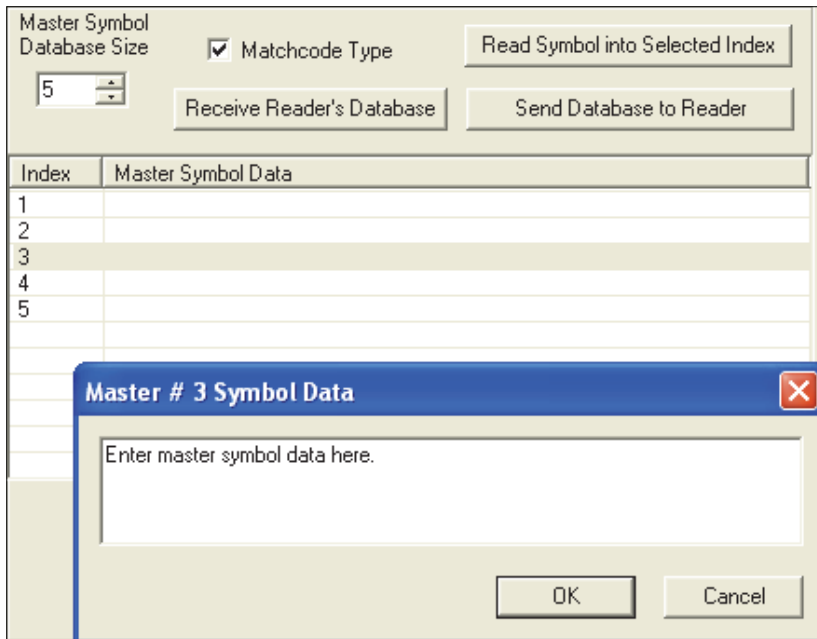 Master Symbol
Database Size
5
Matchcode Type
Read Symbol into Selected Index
Receive Reader's Database
Send Database to Reader
Index Master Symbol Data
1
2
3
4
5
Master # 3 Symbol Data
Enter master symbol data here.
OK Cancel